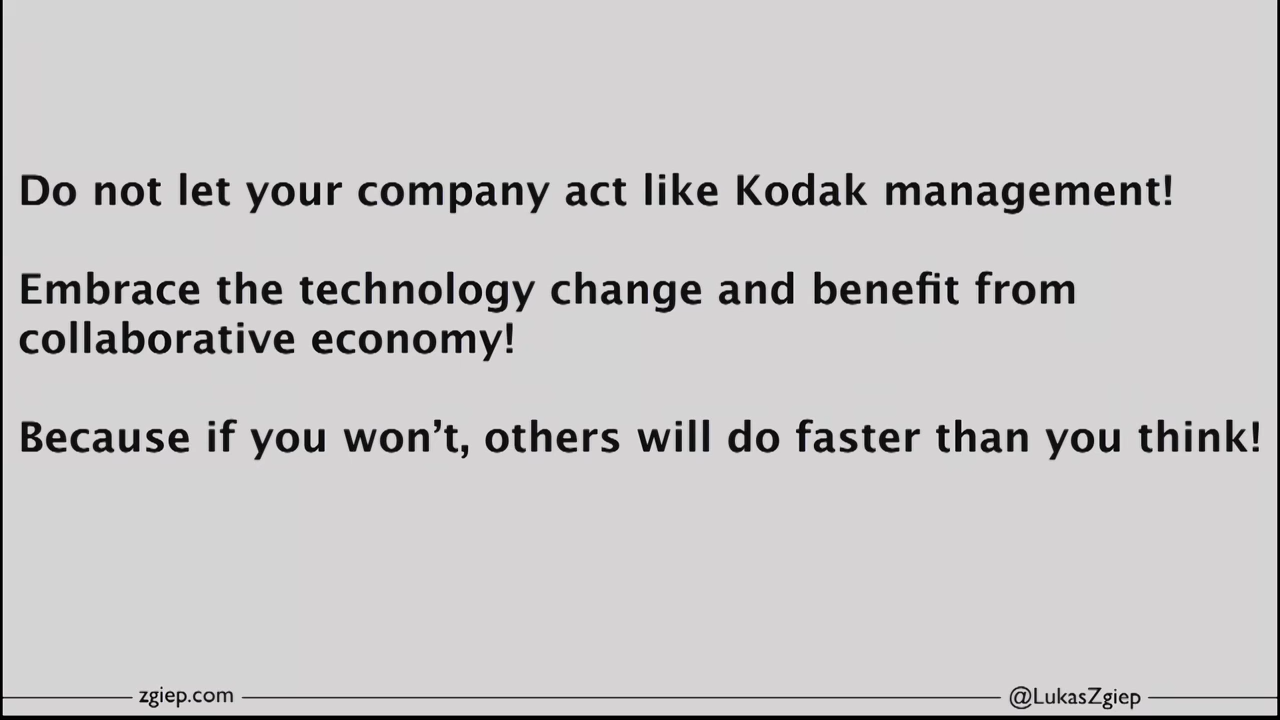 Do not let your company act like Kodak management!
Embrace the technology change and benefit from
collaborative economy!
Because if you won’t, others will do faster than you think!
zgiep.com
@LukasZgiep